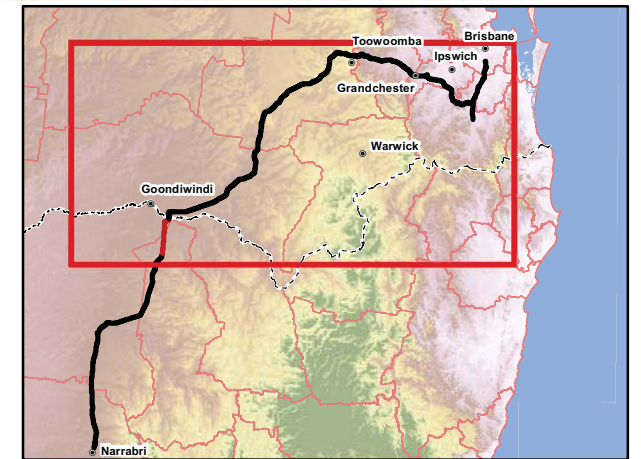 Brisbane
Toowoomba
Ipswich
Grandchester
Warwick
Goondiwindi
Narrabri